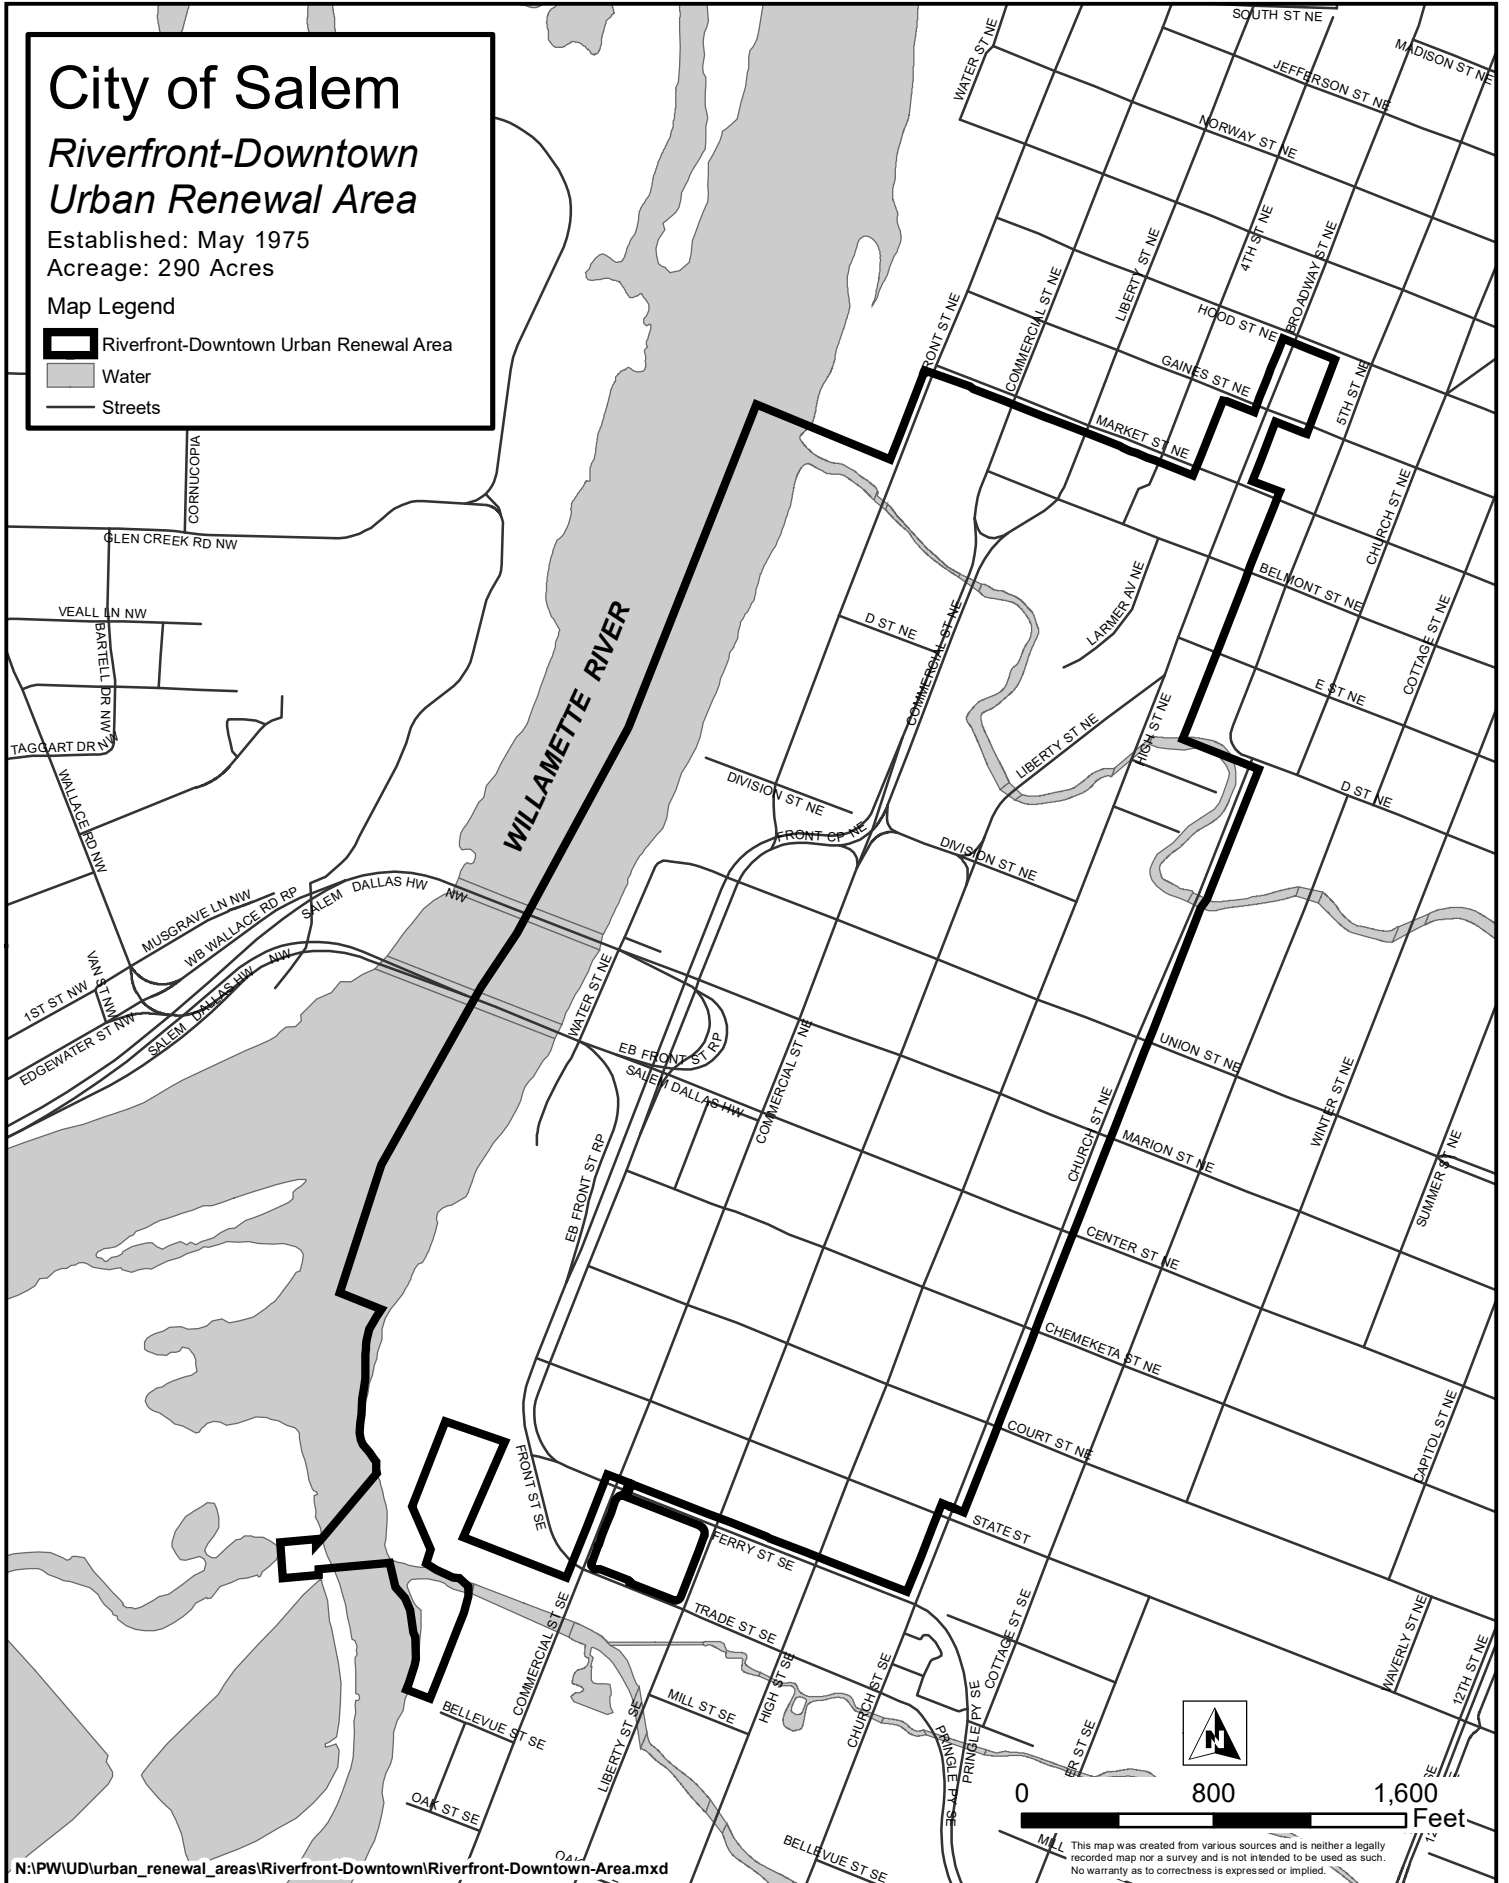 City of Salem
Riverfront-Downtown
Urban Renewal Area
Established: May 1975
Acreage: 290 Acres
Map Legend
Riverfront-Downtown Urban Renewal Area
Water
Streets
SOUTH ST NE
WATER ST NE
MADISON ST NE
JEFFERSON ST NE
NORWAY ST NE
4TH ST NE
BROADWAY ST NE
LIBERTY ST NE
COMMERCIAL ST NE
RONT ST NE
HOOD ST NE
GAINES ST NE
5TH ST NE
MARKET ST NE
CORNUCOPIA
GLEN CREEK RD NW
CHURCH ST NE
BELMONT ST NE
LARMER AV NE
VEALL LN NW
BARTELL DR NW
D ST NE
COMMERCIAL ST NE
COTTAGE ST NE
E ST NE
WILLAMETTE RIVER
TAGGART DR NW
HIGH ST NE
LIBERTY ST NE
WALLACE RD NW
DIVISION ST NE
D ST NE
FRONT CP NE
DIVISION ST NE
MUSGRAVE LN NW
WB WALLACE RD RP
SALEM DALLAS HW NW
VAN ST NW
1ST ST NW
EDGEWATER ST NW
SALEM DALLAS HW NW
WATER ST NE
EB FRONT ST RP
SALEM DALLAS HW
COMMERCIAL ST NE
UNION ST NE
WINTER ST NE
CHURCH ST NE
MARION ST NE
SUMMER ST NE
EB FRONT ST RP
CENTER ST NE
CHEMEKETA ST NE
COURT ST NE
CAPITOL ST NE
FRONT ST SE
STATE ST
FERRY ST SE
TRADE ST SE
COMMERCIAL ST SE
COTTAGE ST SE
WAVERLY ST NE
12TH ST NE
HIGH ST SE
CHURCH ST SE
MILL ST SE
BELLEVUE ST SE
LIBERTY ST SE
PRINGLE PY SE
PRINGLE PY SE
ER ST SE
N
SE
OAK ST SE
0 800 1,600
Feet
12
BELLEVUE ST SE
MILL
OAK
This map was created from various sources and is neither a legally
recorded map nor a survey and is not intended to be used as such.
No warranty as to correctness is expressed or implied.
N:\PW\UD\urban_renewal_areas\Riverfront-Downtown\Riverfront-Downtown-Area.mxd